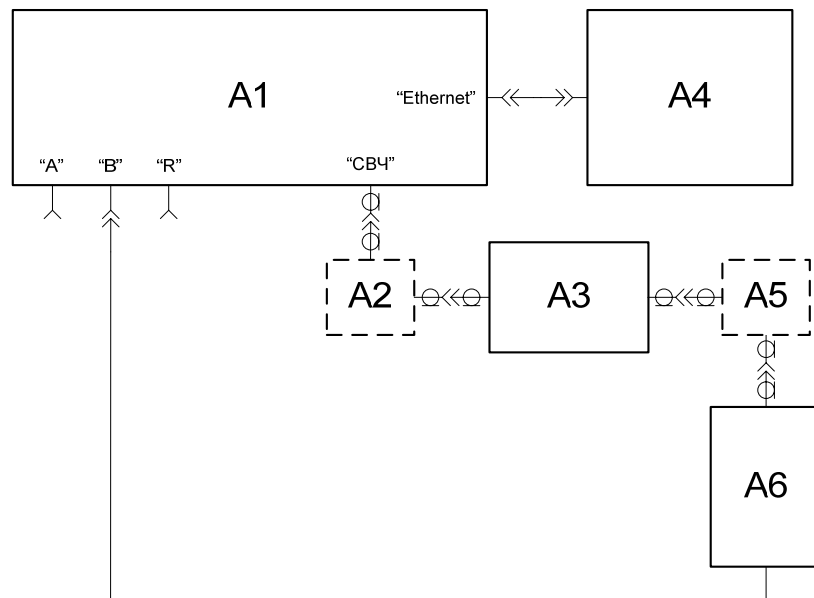 A1
“Ethernet”
A4
“A”
“B”
“R”
“СВЧ”
A2
A3
A5
A6